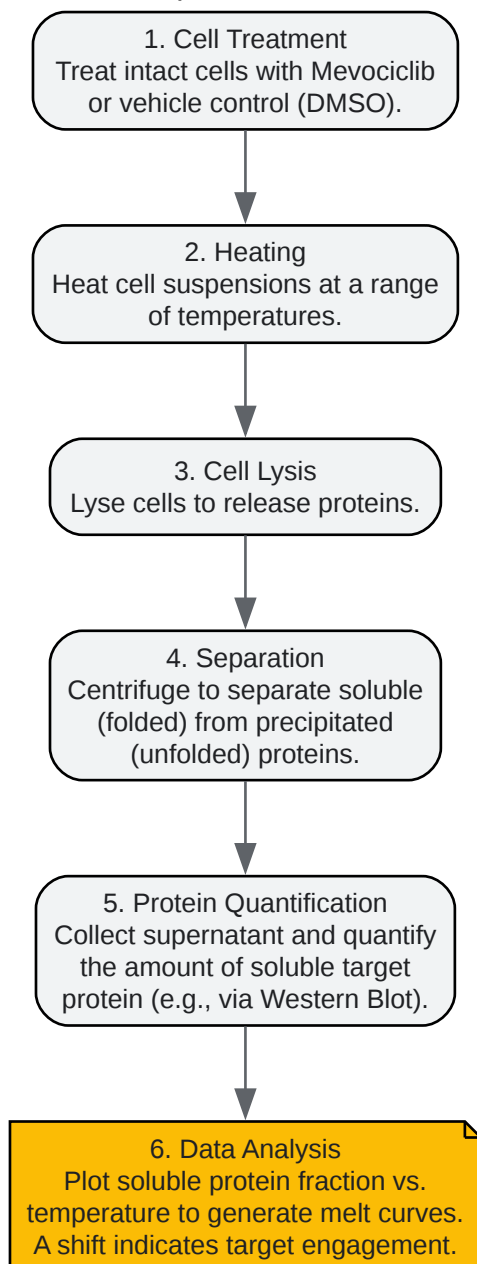 1. Cell Treatment
Treat intact cells with Mevociclib
or vehicle control (DMSO).
2. Heating
Heat cell suspensions at a range
of temperatures.
3. Cell Lysis
Lyse cells to release proteins.
4. Separation
Centrifuge to separate soluble
(folded) from precipitated
(unfolded) proteins.
5. Protein Quantification
Collect supernatant and quantify
the amount of soluble target
protein (e.g., via Western Blot).
6. Data Analysis
Plot soluble protein fraction vs.
temperature to generate melt curves.
A shift indicates target engagement.